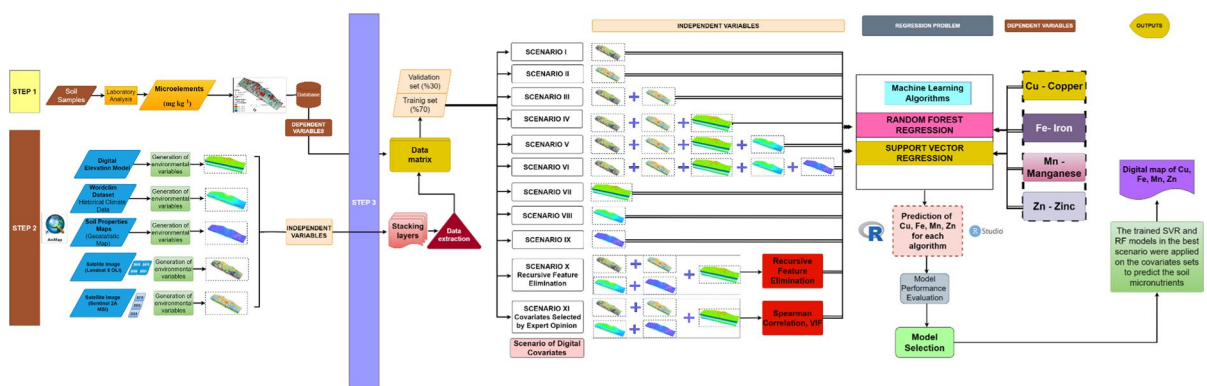 INDEPENDENT VARIABLES
REGRESSION PROBLEM
DEPENDENT VARIABLES
OUTPUTS
STEP 1
Soil
Samples
Laboratory
Analysis
Microelements
(mg kg-1)
Database
DEPENDENT
VARIABLES
STEP 2
ArcMap
Digital
Elevation Model
Generation of
environmental
variables
Wordclim
Dataset
Historical Climate
Data
Generation of
environmental
variables
Soil Properties
Maps
(Geostatistic Map)
Generation of
environmental
variables
Satellite Image
(Landsat 8 OLI)
Generation of
environmental
variables
Satellite Image
(Sentinel 2A
MSI)
Generation of
environmental
variables
INDEPENDENT
VARIABLES
STEP 3
Validation
set (%30)
Trainig set
(%70)
Data
matrix
Stacking
layers
Data
extraction
SCENARIO I
SCENARIO II
SCENARIO III
SCENARIO IV
SCENARIO V
SCENARIO VI
SCENARIO VII
SCENARIO VIII
SCENARIO IX
SCENARIO X
Recursive Feature
Elimination
Recursive
Feature
Elimination
SCENARIO XI
Covariates Selected
by Expert Opinion
Spearman
Correlation, VIF
Scenario of Digital
Covariates
Machine Learning
Algorithms
RANDOM FOREST
REGRESSION
SUPPORT VECTOR
REGRESSION
R
Prediction of
Cu, Fe, Mn, Zn
for each
algorithm
R Studio
Model
Performance
Evaluation
Model
Selection
Cu - Copper
Fe- Iron
Mn -
Manganese
Zn - Zinc
Digital map of Cu,
Fe, Mn, Zn
The trained SVR and
RF models in the best
scenario were applied
on the covariates sets
to predict the soil
micronutrients